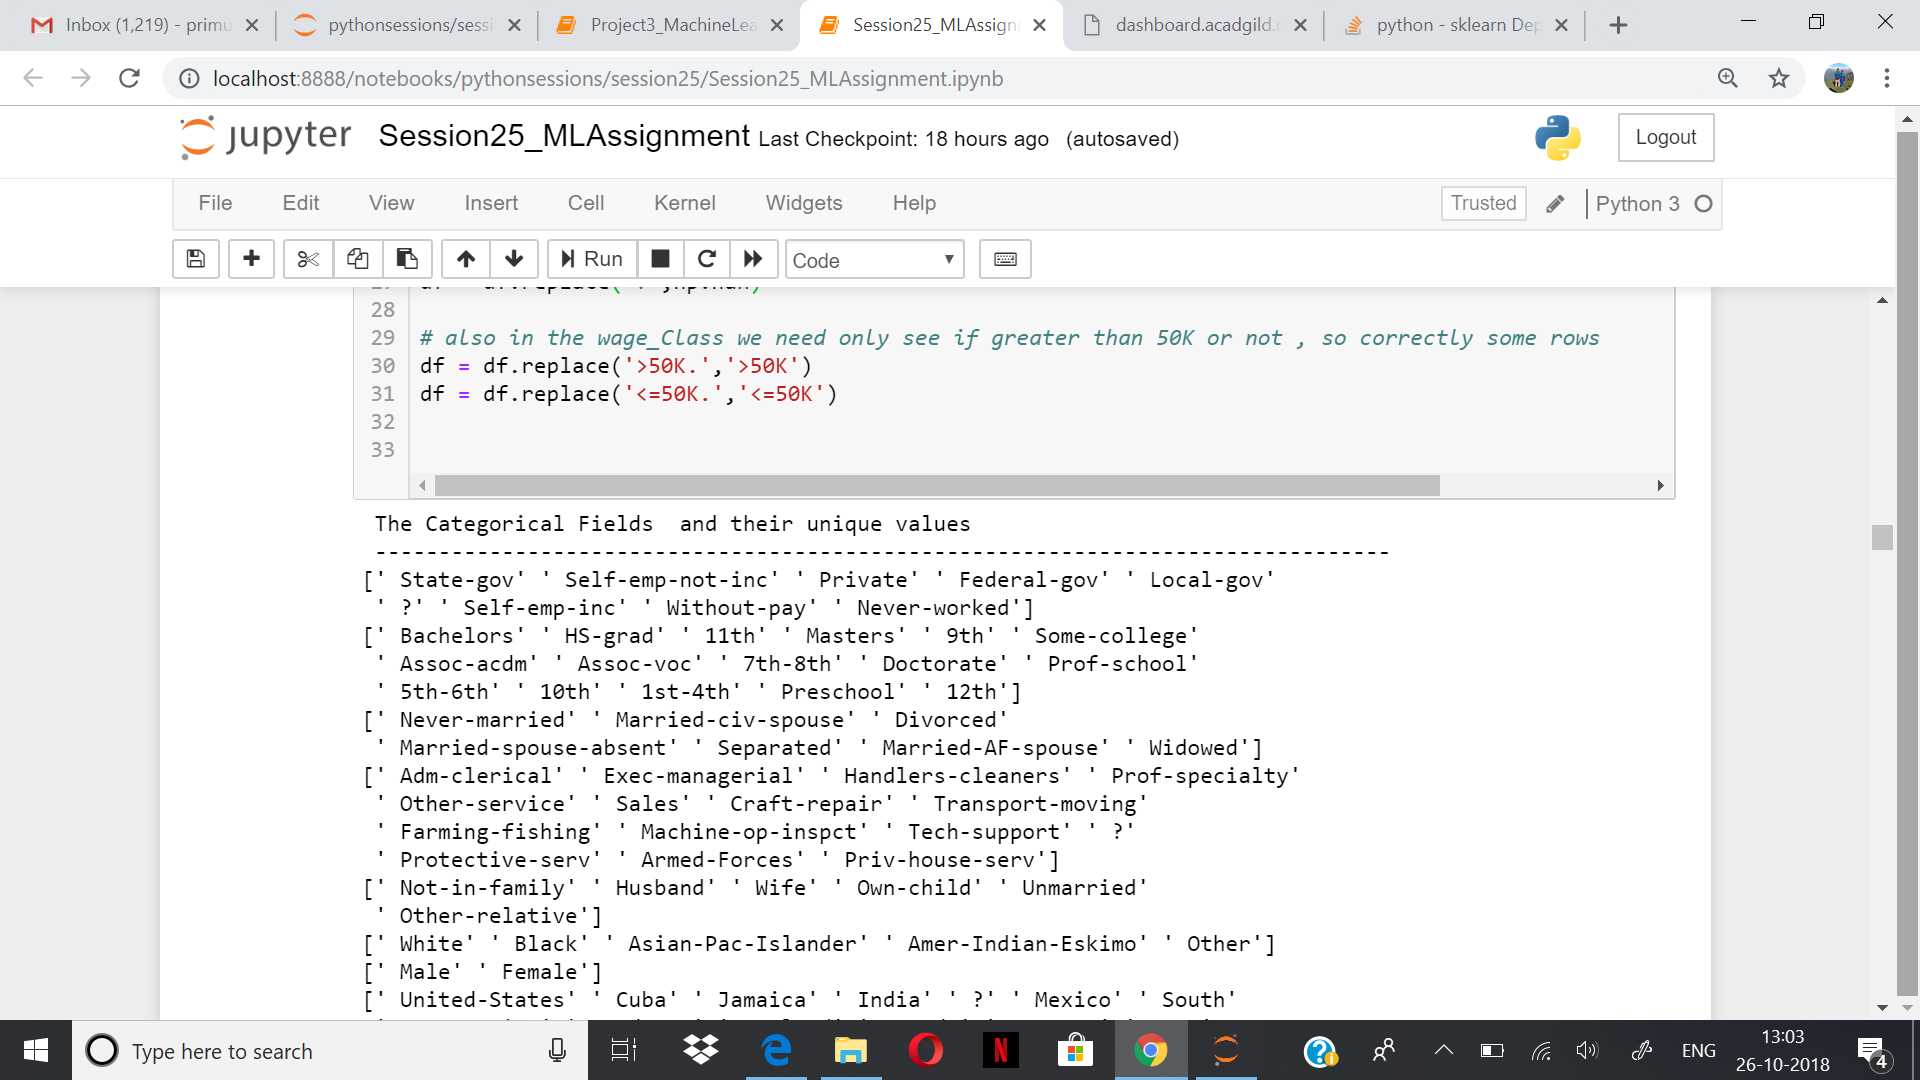 Inbox (1,219) - primu
pythonsessions/sessi
Project3_MachineLea
Session25_MLAssignm
dashboard.acadgild.c
python - sklearn Dep
localhost:8888/notebooks/pythonsessions/session25/Session25_MLAssignment.ipynb
jupyter Session25_MLAssignment Last Checkpoint: 18 hours ago (autosaved)
Logout
File Edit View Insert Cell Kernel Widgets Help
Trusted
Python 3
Run
Code
28
29 # also in the wage_Class we need only see if greater than 50K or not , so correctly some rows
30 df = df.replace('>50K.','>50K')
31 df = df.replace('<=50K.','<=50K')
32
33
The Categorical Fields  and their unique values
--------------------------------------------------------------------------------
[' State-gov' ' Self-emp-not-inc' ' Private' ' Federal-gov' ' Local-gov'
' ?' ' Self-emp-inc' ' Without-pay' ' Never-worked']
[' Bachelors' ' HS-grad' ' 11th' ' Masters' ' 9th' ' Some-college'
' Assoc-acdm' ' Assoc-voc' ' 7th-8th' ' Doctorate' ' Prof-school'
' 5th-6th' ' 10th' ' 1st-4th' ' Preschool' ' 12th']
[' Never-married' ' Married-civ-spouse' ' Divorced'
' Married-spouse-absent' ' Separated' ' Married-AF-spouse' ' Widowed']
[' Adm-clerical' ' Exec-managerial' ' Handlers-cleaners' ' Prof-specialty'
' Other-service' ' Sales' ' Craft-repair' ' Transport-moving'
' Farming-fishing' ' Machine-op-inspct' ' Tech-support' ' ?'
' Protective-serv' ' Armed-Forces' ' Priv-house-serv']
[' Not-in-family' ' Husband' ' Wife' ' Own-child' ' Unmarried'
' Other-relative']
[' White' ' Black' ' Asian-Pac-Islander' ' Amer-Indian-Eskimo' ' Other']
[' Male' ' Female']
[' United-States' ' Cuba' ' Jamaica' ' India' ' ?' ' Mexico' ' South'
Type here to search
ENG
13:03
26-10-2018
4